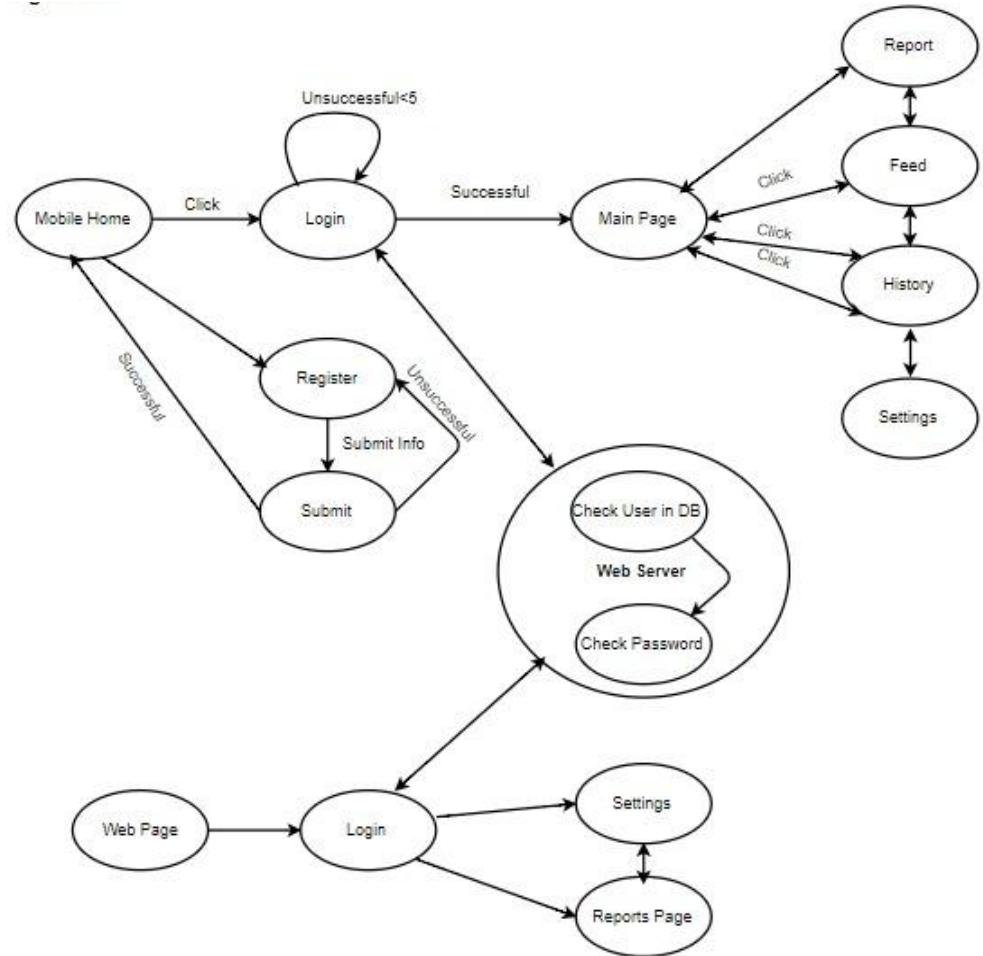 Report
Unsuccessful<5
Feed
Click
Successful
Click
Mobile Home
Login
Main Page
Click
Click
History
Successful
Register
Unsuccessful
Settings
Submit Info
Submit
Check User in DB
Web Server
Check Password
Settings
Web Page
Login
Reports Page